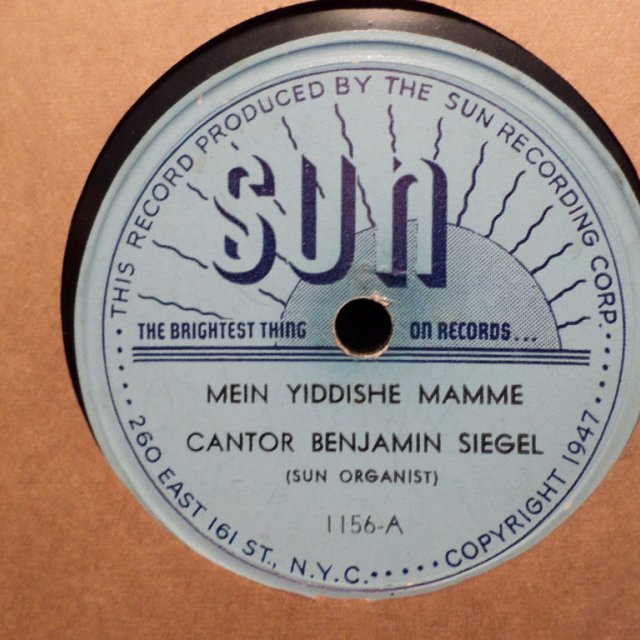 THIS RECORD PRODUCED BY THE SUN RECORDING CORP.
SUN
THE BRIGHTEST THING ON RECORDS...
MEIN YIDDISHE MAMME
CANTOR BENJAMIN SIEGEL
(SUN ORGANIST)
1156-A
260 EAST 161 ST., N.Y.C. COPYRIGHT 1947